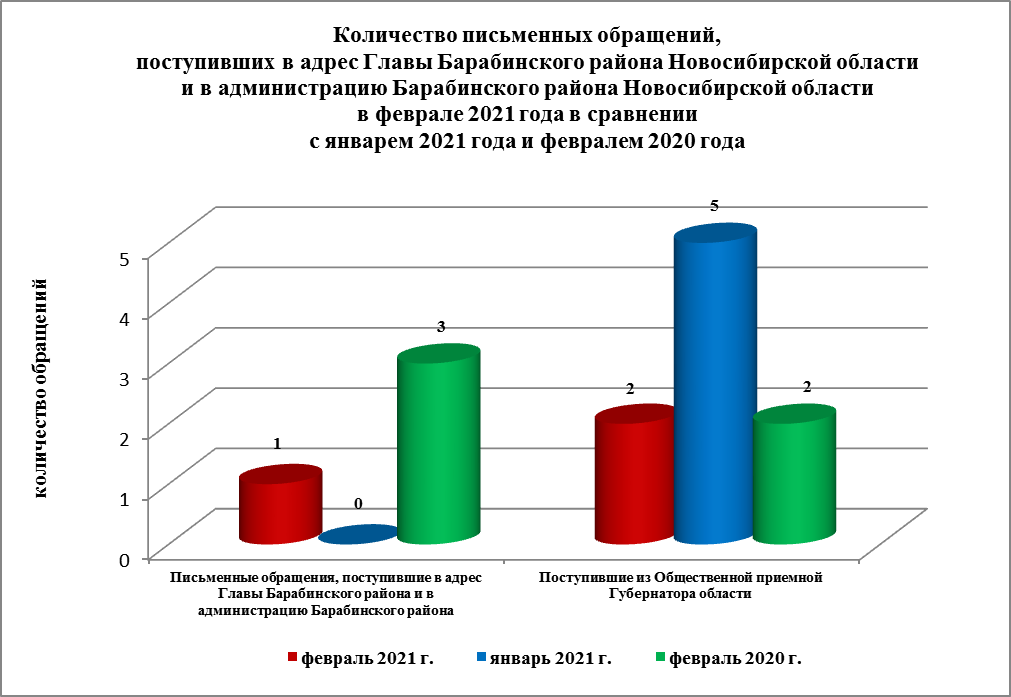 Количество письменных обращений,
поступивших в адрес Главы Барабинского района Новосибирской области
и в администрацию Барабинского района Новосибирской области
в феврале 2021 года в сравнении
с январем 2021 года и февралем 2020 года
количество обращений
5
4
3
2
1
0
1
0
3
2
5
2
Письменные обращения, поступившие в адрес
Главы Барабинского района и в
администрацию Барабинского района
Поступившие из Общественной приемной
Губернатора области
февраль 2021 г.
январь 2021 г.
февраль 2020 г.